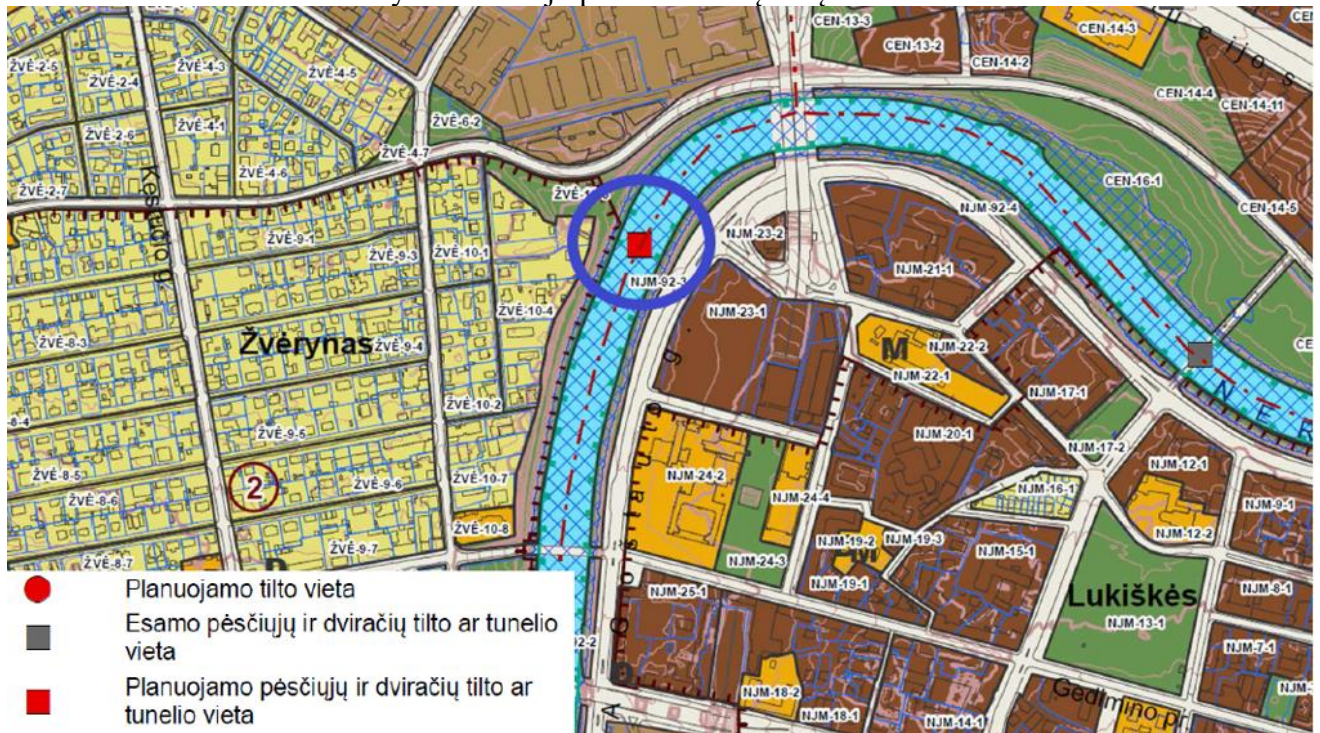 CEN-13-3
CEN-14-3
CEN-13-2
CEN-14-2
ŽVĖ-2-5
ŽVĖ-4-3
ŽVĖ-4-5
ŽVĖ-2-4
CEN-14-4
CEN-14-11
ŽVĖ-2-6
ŽVĖ-4-1
ŽVĖ-6-2
ŽVĖ-4-7
ŽVĖ-4-6
ŽVĖ-2-7
CEN-16-1
CEN-14-5
NJM-92-4
ŽVĖ-9-1
ŽVĖ-9-3
ŽVĖ-10-1
NJM-23-2
NJM-21-1
NJM-92-3
ŽVĖ-10-4
NJM-23-1
ŽVĖ-8-3
Žvėrynas
ŽVĖ-9-4
M
NJM-22-2
NJM-22-1
NJM-17-1
N E R
ŽVĖ-10-2
8-4
ŽVĖ-9-5
NJM-20-1
NJM-17-2
NJM-12-1
ŽVĖ-8-5
ŽVĖ-8-6
2
ŽVĖ-9-6
ŽVĖ-10-7
NJM-24-2
NJM-24-4
NJM-16-1
NJM-9-1
ŽVĖ-10-8
NJM-19-2
NJM-19-3
NJM-12-2
ŽVĖ-8-7
ŽVĖ-9-7
NJM-24-3
NJM-19-1
NJM-15-1
NJM-25-1
Lukiškės
NJM-8-1
NJM-13-1
NJM-7-1
NJM-18-2
NJM-18-1
NJM-14-1
Gedimino pr
Planuojamo tilto vieta
Esamo pėsčiųjų ir dviračių tilto ar tunelio
vieta
Planuojamo pėsčiųjų ir dviračių tilto ar
tunelio vieta